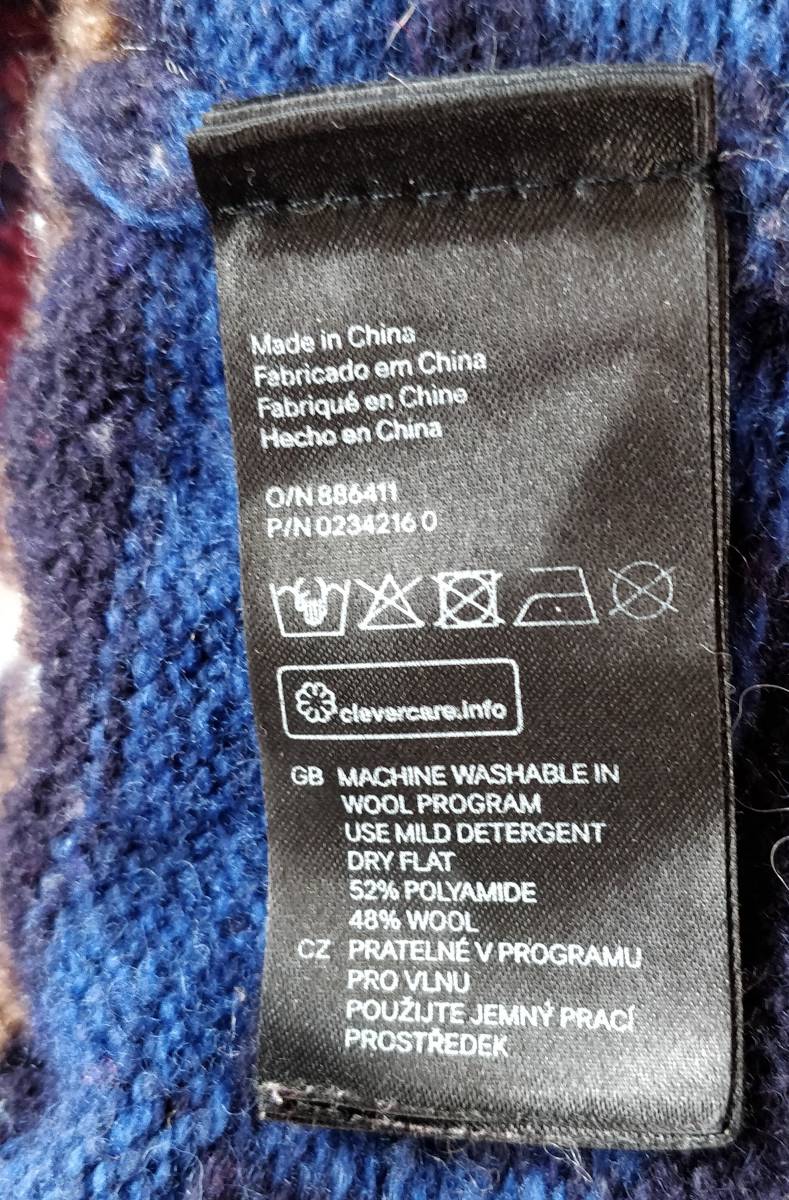 Made in China
Fabricado em China
Fabriqué en Chine
Hecho en China
O/N 886411
P/N 0234216 0
clevercare.info
GB MACHINE WASHABLE IN
WOOL PROGRAM
USE MILD DETERGENT
DRY FLAT
52% POLYAMIDE
48% WOOL
CZ PRATELNÉ V PROGRAMU
PRO VLNU
POUŽIJTE JEMNÝ PRACÍ
PROSTŘEDEK